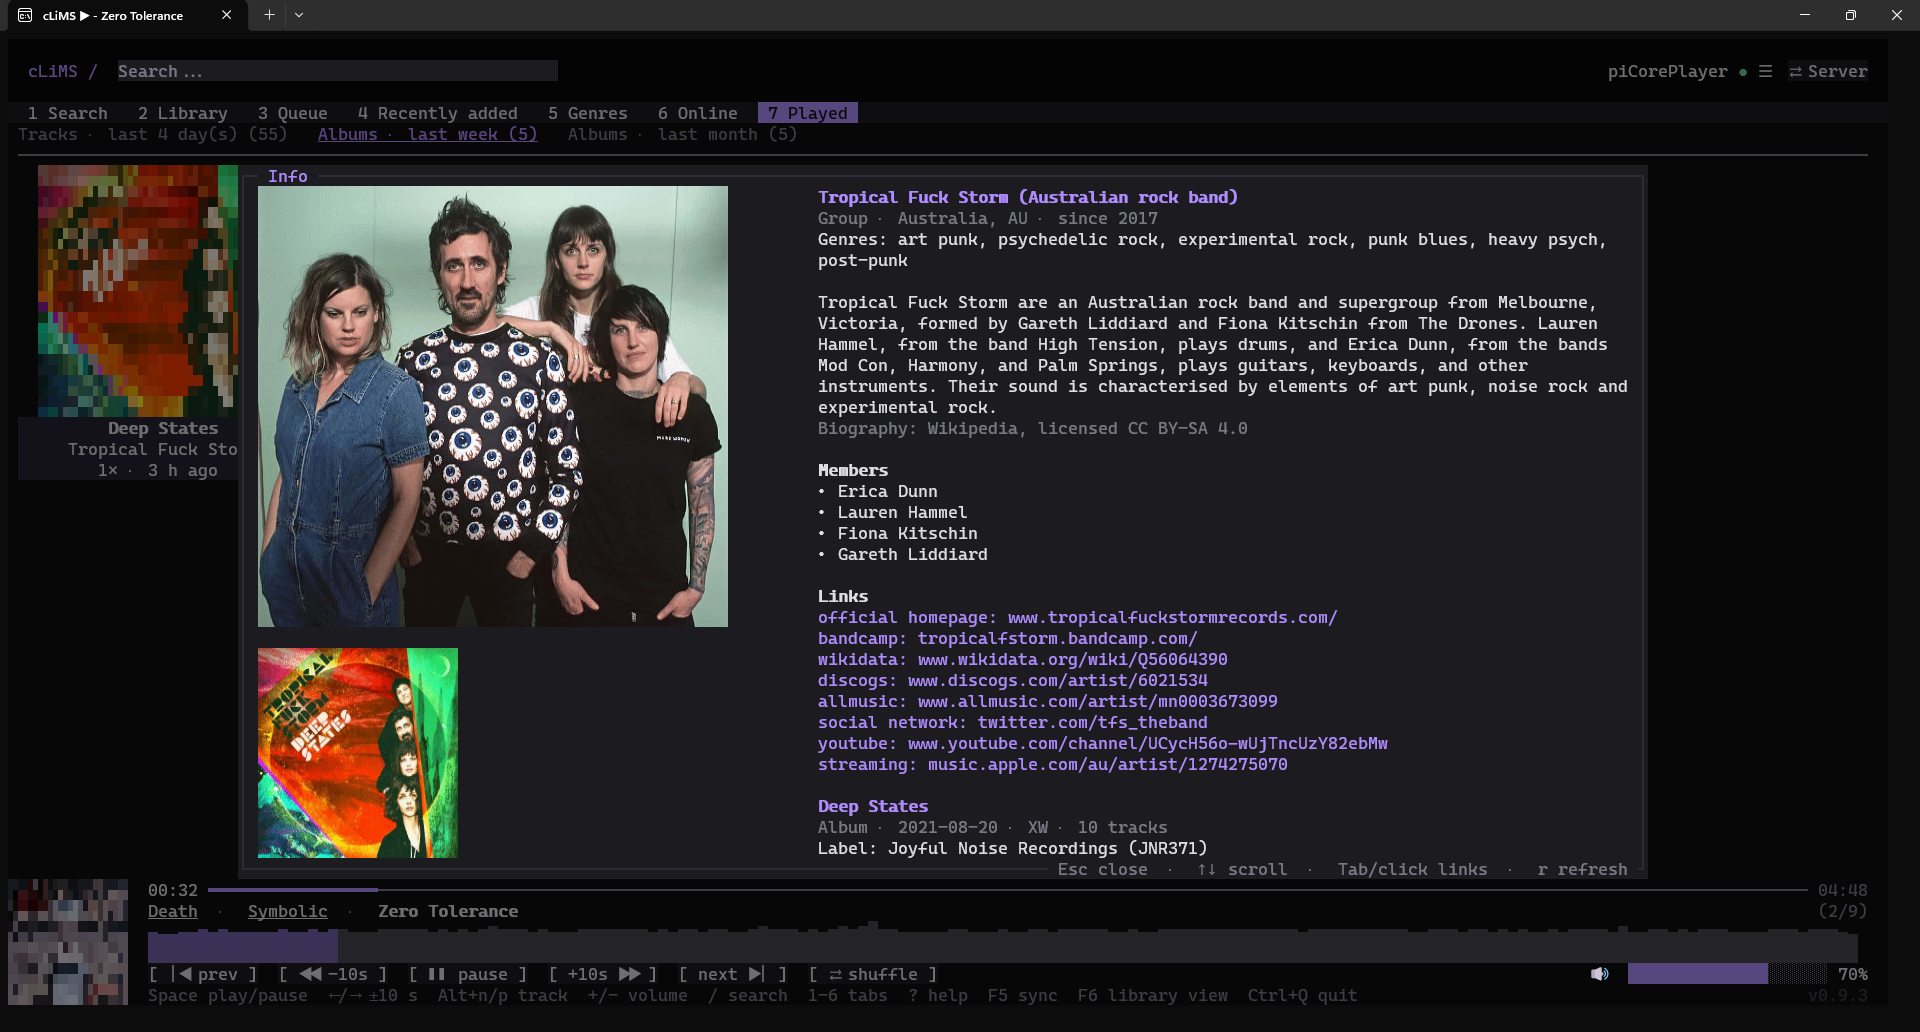 cLiMS ▶ - Zero Tolerance
cLiMS / Search ...
piCorePlayer ● ☰ ⇄ Server
1 Search 2 Library 3 Queue 4 Recently added 5 Genres 6 Online 7 Played
Tracks · last 4 day(s) (55) Albums · last week (5) Albums · last month (5)
Info
Tropical Fuck Storm (Australian rock band)
Group · Australia, AU · since 2017
Genres: art punk, psychedelic rock, experimental rock, punk blues, heavy psych,
post-punk
Tropical Fuck Storm are an Australian rock band and supergroup from Melbourne,
Victoria, formed by Gareth Liddiard and Fiona Kitschin from The Drones. Lauren
Hammel, from the band High Tension, plays drums, and Erica Dunn, from the bands
Mod Con, Harmony, and Palm Springs, plays guitars, keyboards, and other
instruments. Their sound is characterised by elements of art punk, noise rock and
experimental rock.
Biography: Wikipedia, licensed CC BY-SA 4.0
Members
• Erica Dunn
• Lauren Hammel
• Fiona Kitschin
• Gareth Liddiard
Links
official homepage: www.tropicalfuckstormrecords.com/
bandcamp: tropicalfstorm.bandcamp.com/
wikidata: www.wikidata.org/wiki/Q56064390
discogs: www.discogs.com/artist/6021534
allmusic: www.allmusic.com/artist/mn0003673099
social network: twitter.com/tfs_theband
youtube: www.youtube.com/channel/UCycH56o-wUjTncUzY82ebMw
streaming: music.apple.com/au/artist/1274275070
Deep States
Album · 2021-08-20 · XW · 10 tracks
Label: Joyful Noise Recordings (JNR371)
Esc close · ↑↓ scroll · Tab/click links · r refresh
Deep States
Tropical Fuck Sto
1× · 3 h ago
TROPICAL
FUCK
STORM
DEEP
STATES
00:32 04:48
Death · Symbolic · Zero Tolerance (2/9)
[ |◀ prev ] [ ◀◀ -10s ] [ ▮▮ pause ] [ +10s ▶▶ ] [ next ▶| ] [ ⇄ shuffle ] 70%
Space play/pause ←/→ ±10 s Alt+n/p track +/- volume / search 1-6 tabs ? help F5 sync F6 library view Ctrl+Q quit v0.9.3